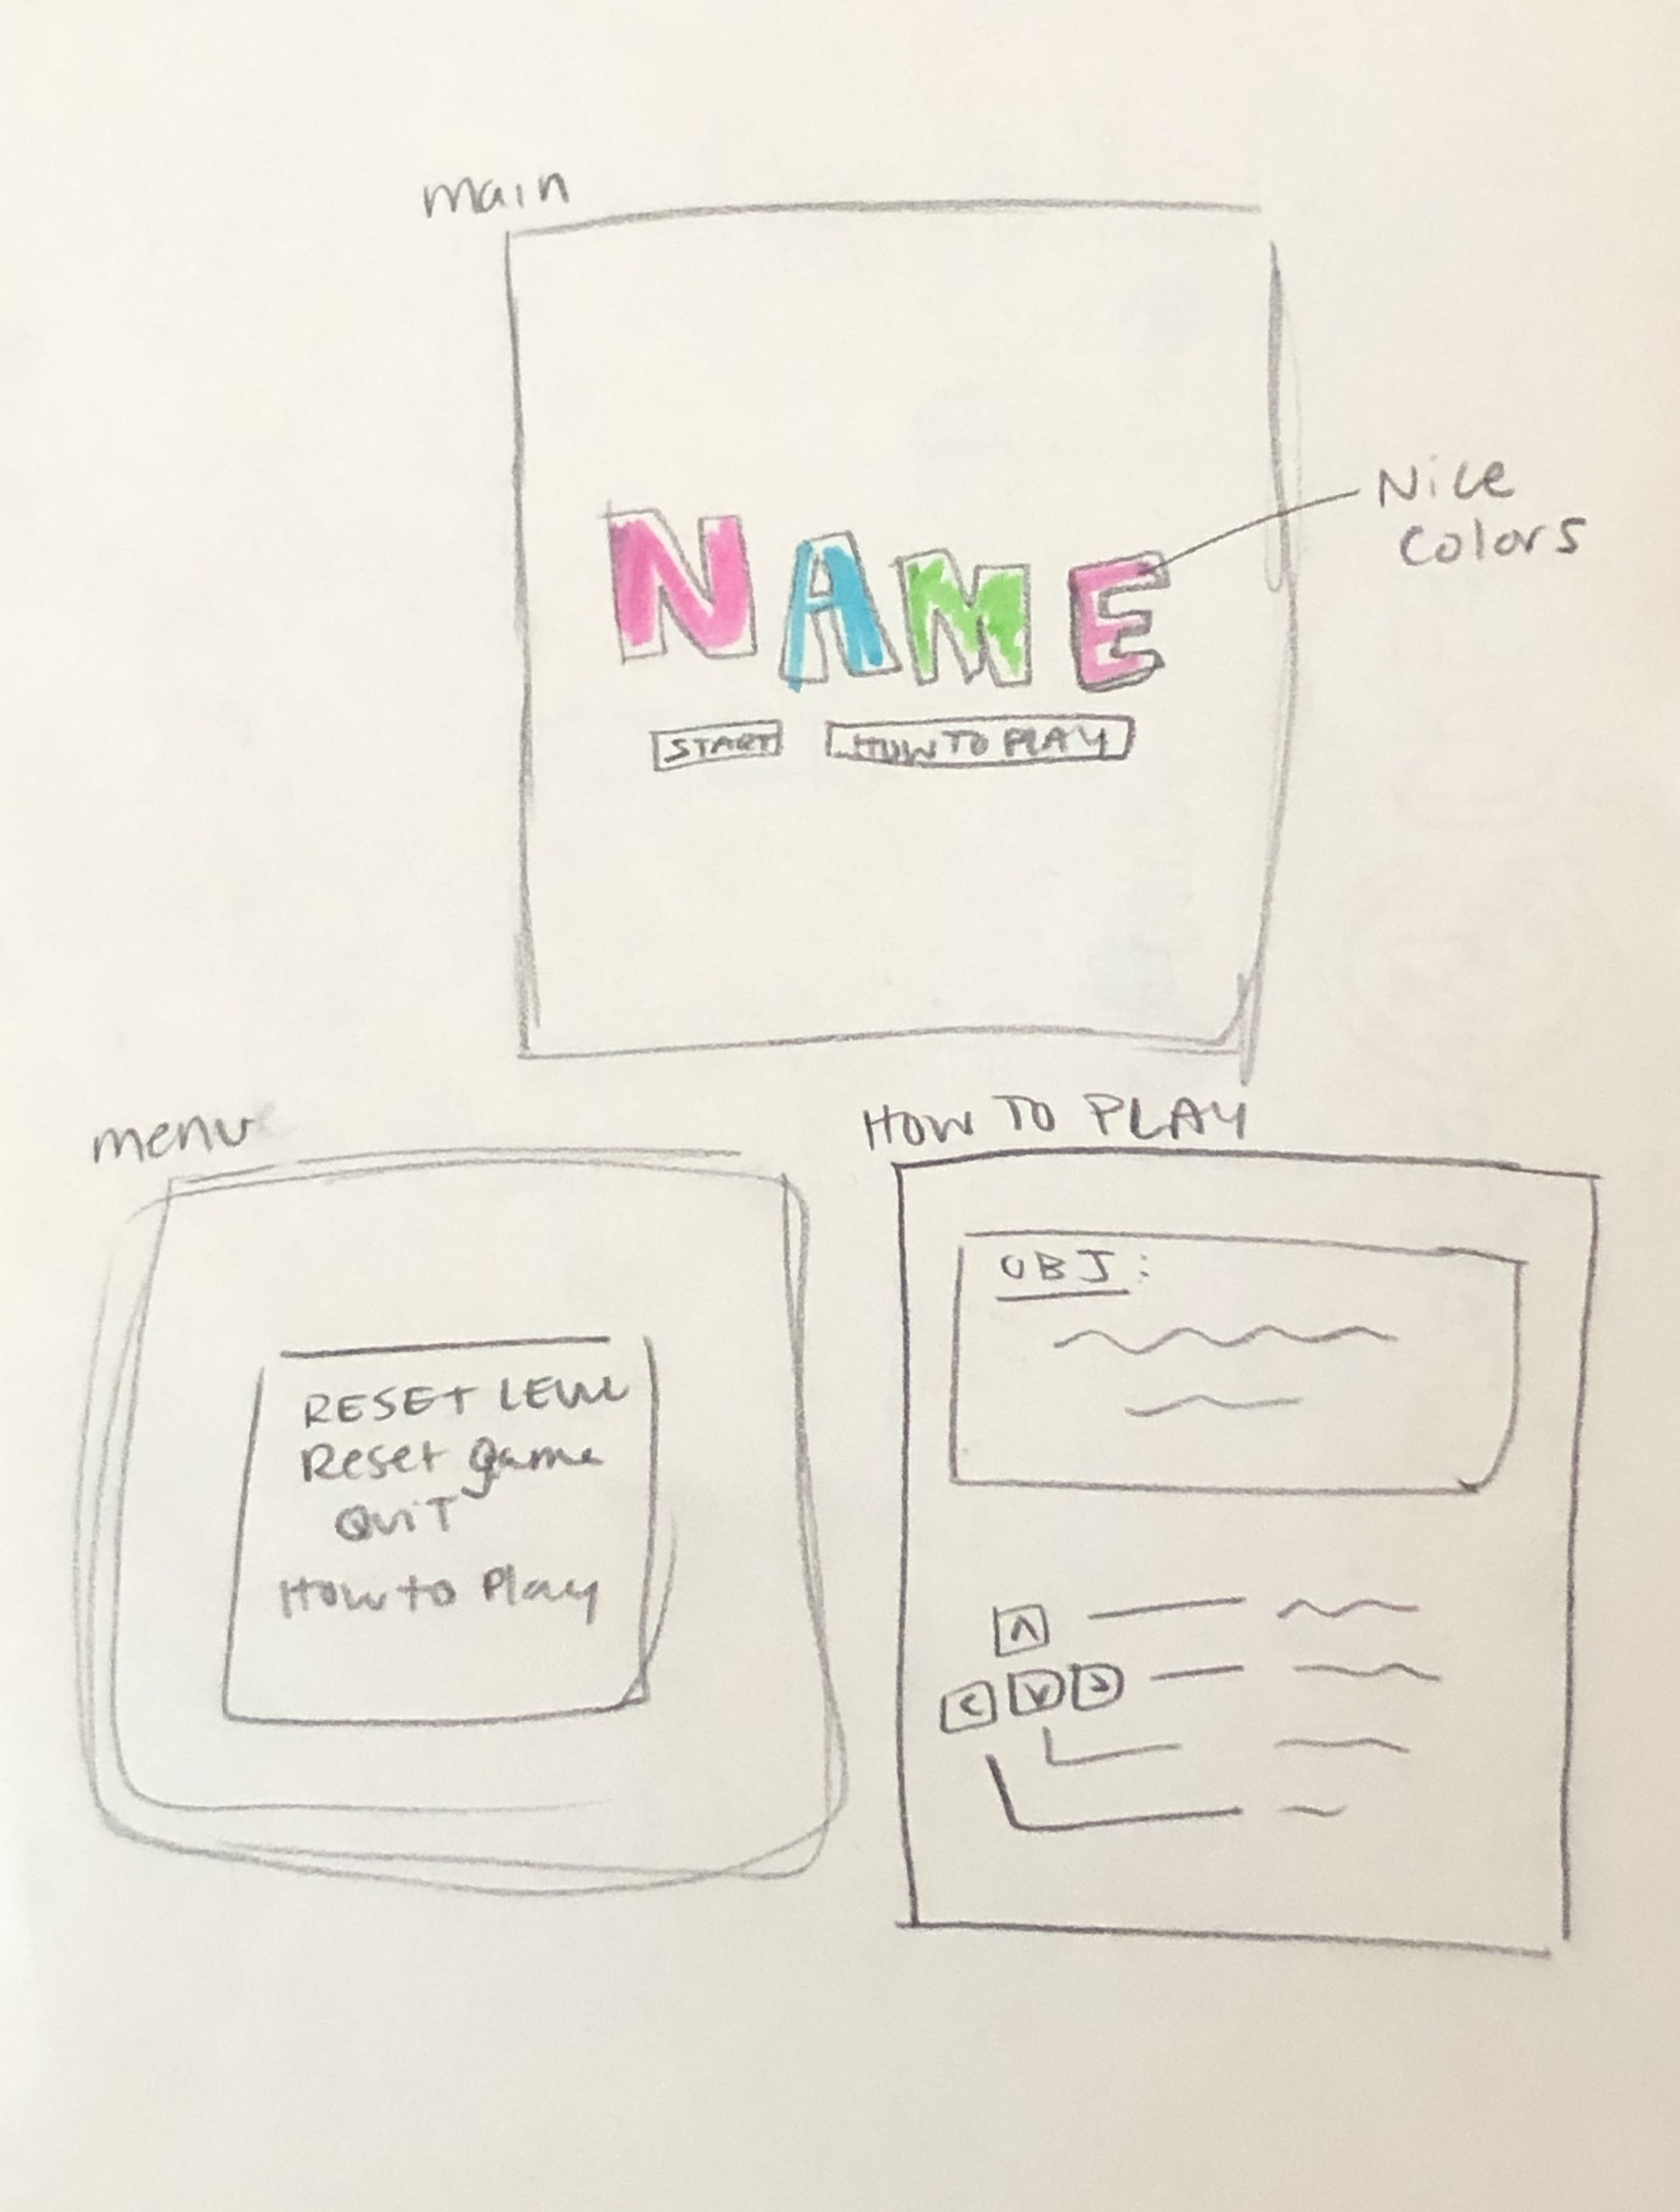 main
NAME
Nice
colors
START
HOW TO PLAY
menu
RESET LEVEL
Reset game
QuiT
How to Play
HOW TO PLAY
OBJ:
^
< v >